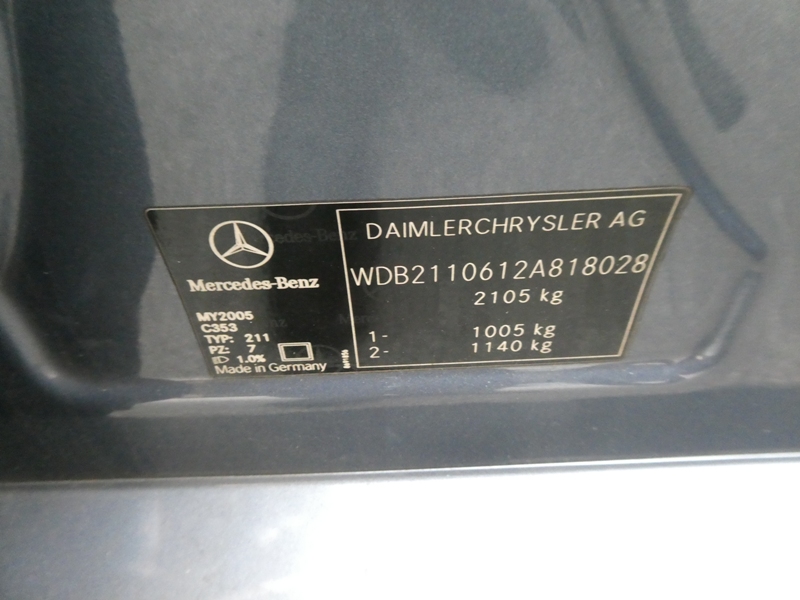 Mercedes-Benz
MY2005
C353
TYP: 211
PZ: 7
1.0%
Made in Germany
DAIMLERCHRYSLER AG
WDB2110612A818028
2105 kg
1- 1005 kg
2- 1140 kg